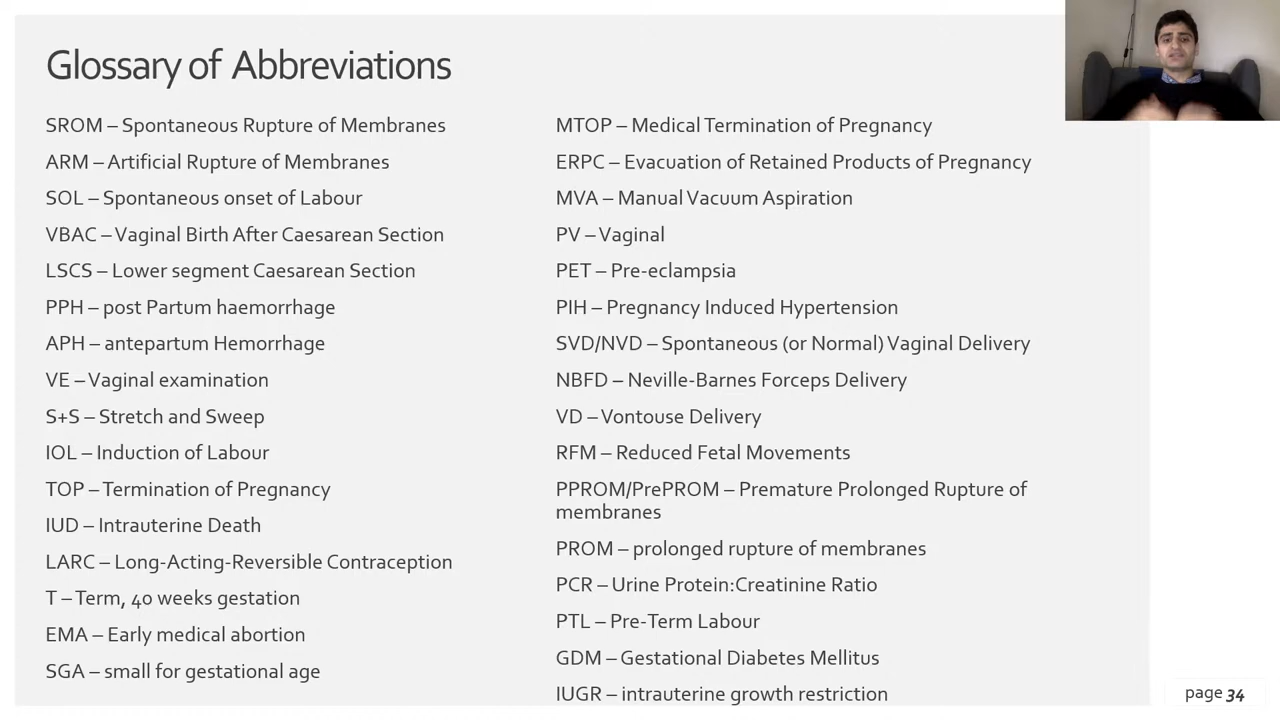 Glossary of Abbreviations
SROM – Spontaneous Rupture of Membranes
ARM – Artificial Rupture of Membranes
SOL – Spontaneous onset of Labour
VBAC – Vaginal Birth After Caesarean Section
LSCS – Lower segment Caesarean Section
PPH – post Partum haemorrhage
APH – antepartum Hemorrhage
VE – Vaginal examination
S+S – Stretch and Sweep
IOL – Induction of Labour
TOP – Termination of Pregnancy
IUD – Intrauterine Death
LARC – Long-Acting-Reversible Contraception
T – Term, 40 weeks gestation
EMA – Early medical abortion
SGA – small for gestational age
MTOP – Medical Termination of Pregnancy
ERPC – Evacuation of Retained Products of Pregnancy
MVA – Manual Vacuum Aspiration
PV – Vaginal
PET – Pre-eclampsia
PIH – Pregnancy Induced Hypertension
SVD/NVD – Spontaneous (or Normal) Vaginal Delivery
NBFD – Neville-Barnes Forceps Delivery
VD – Vontouse Delivery
RFM – Reduced Fetal Movements
PPROM/PrePROM – Premature Prolonged Rupture of
membranes
PROM – prolonged rupture of membranes
PCR – Urine Protein:Creatinine Ratio
PTL – Pre-Term Labour
GDM – Gestational Diabetes Mellitus
IUGR – intrauterine growth restriction
page 34